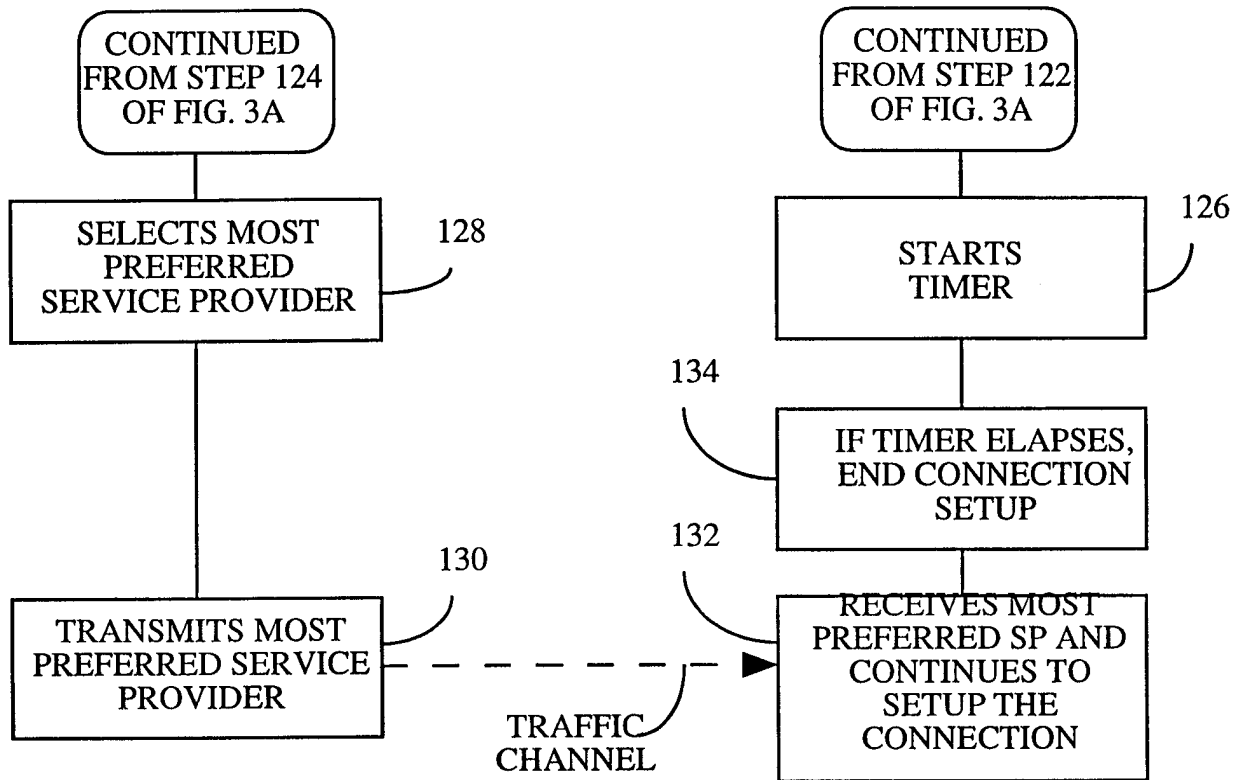 CONTINUED
FROM STEP 124
OF FIG. 3A
SELECTS MOST
PREFERRED
SERVICE PROVIDER
128
TRANSMITS MOST
PREFERRED SERVICE
PROVIDER
130
TRAFFIC
CHANNEL
CONTINUED
FROM STEP 122
OF FIG. 3A
STARTS
TIMER
126
134
IF TIMER ELAPSES,
END CONNECTION
SETUP
132
RECEIVES MOST
PREFERRED SP AND
CONTINUES TO
SETUP THE
CONNECTION